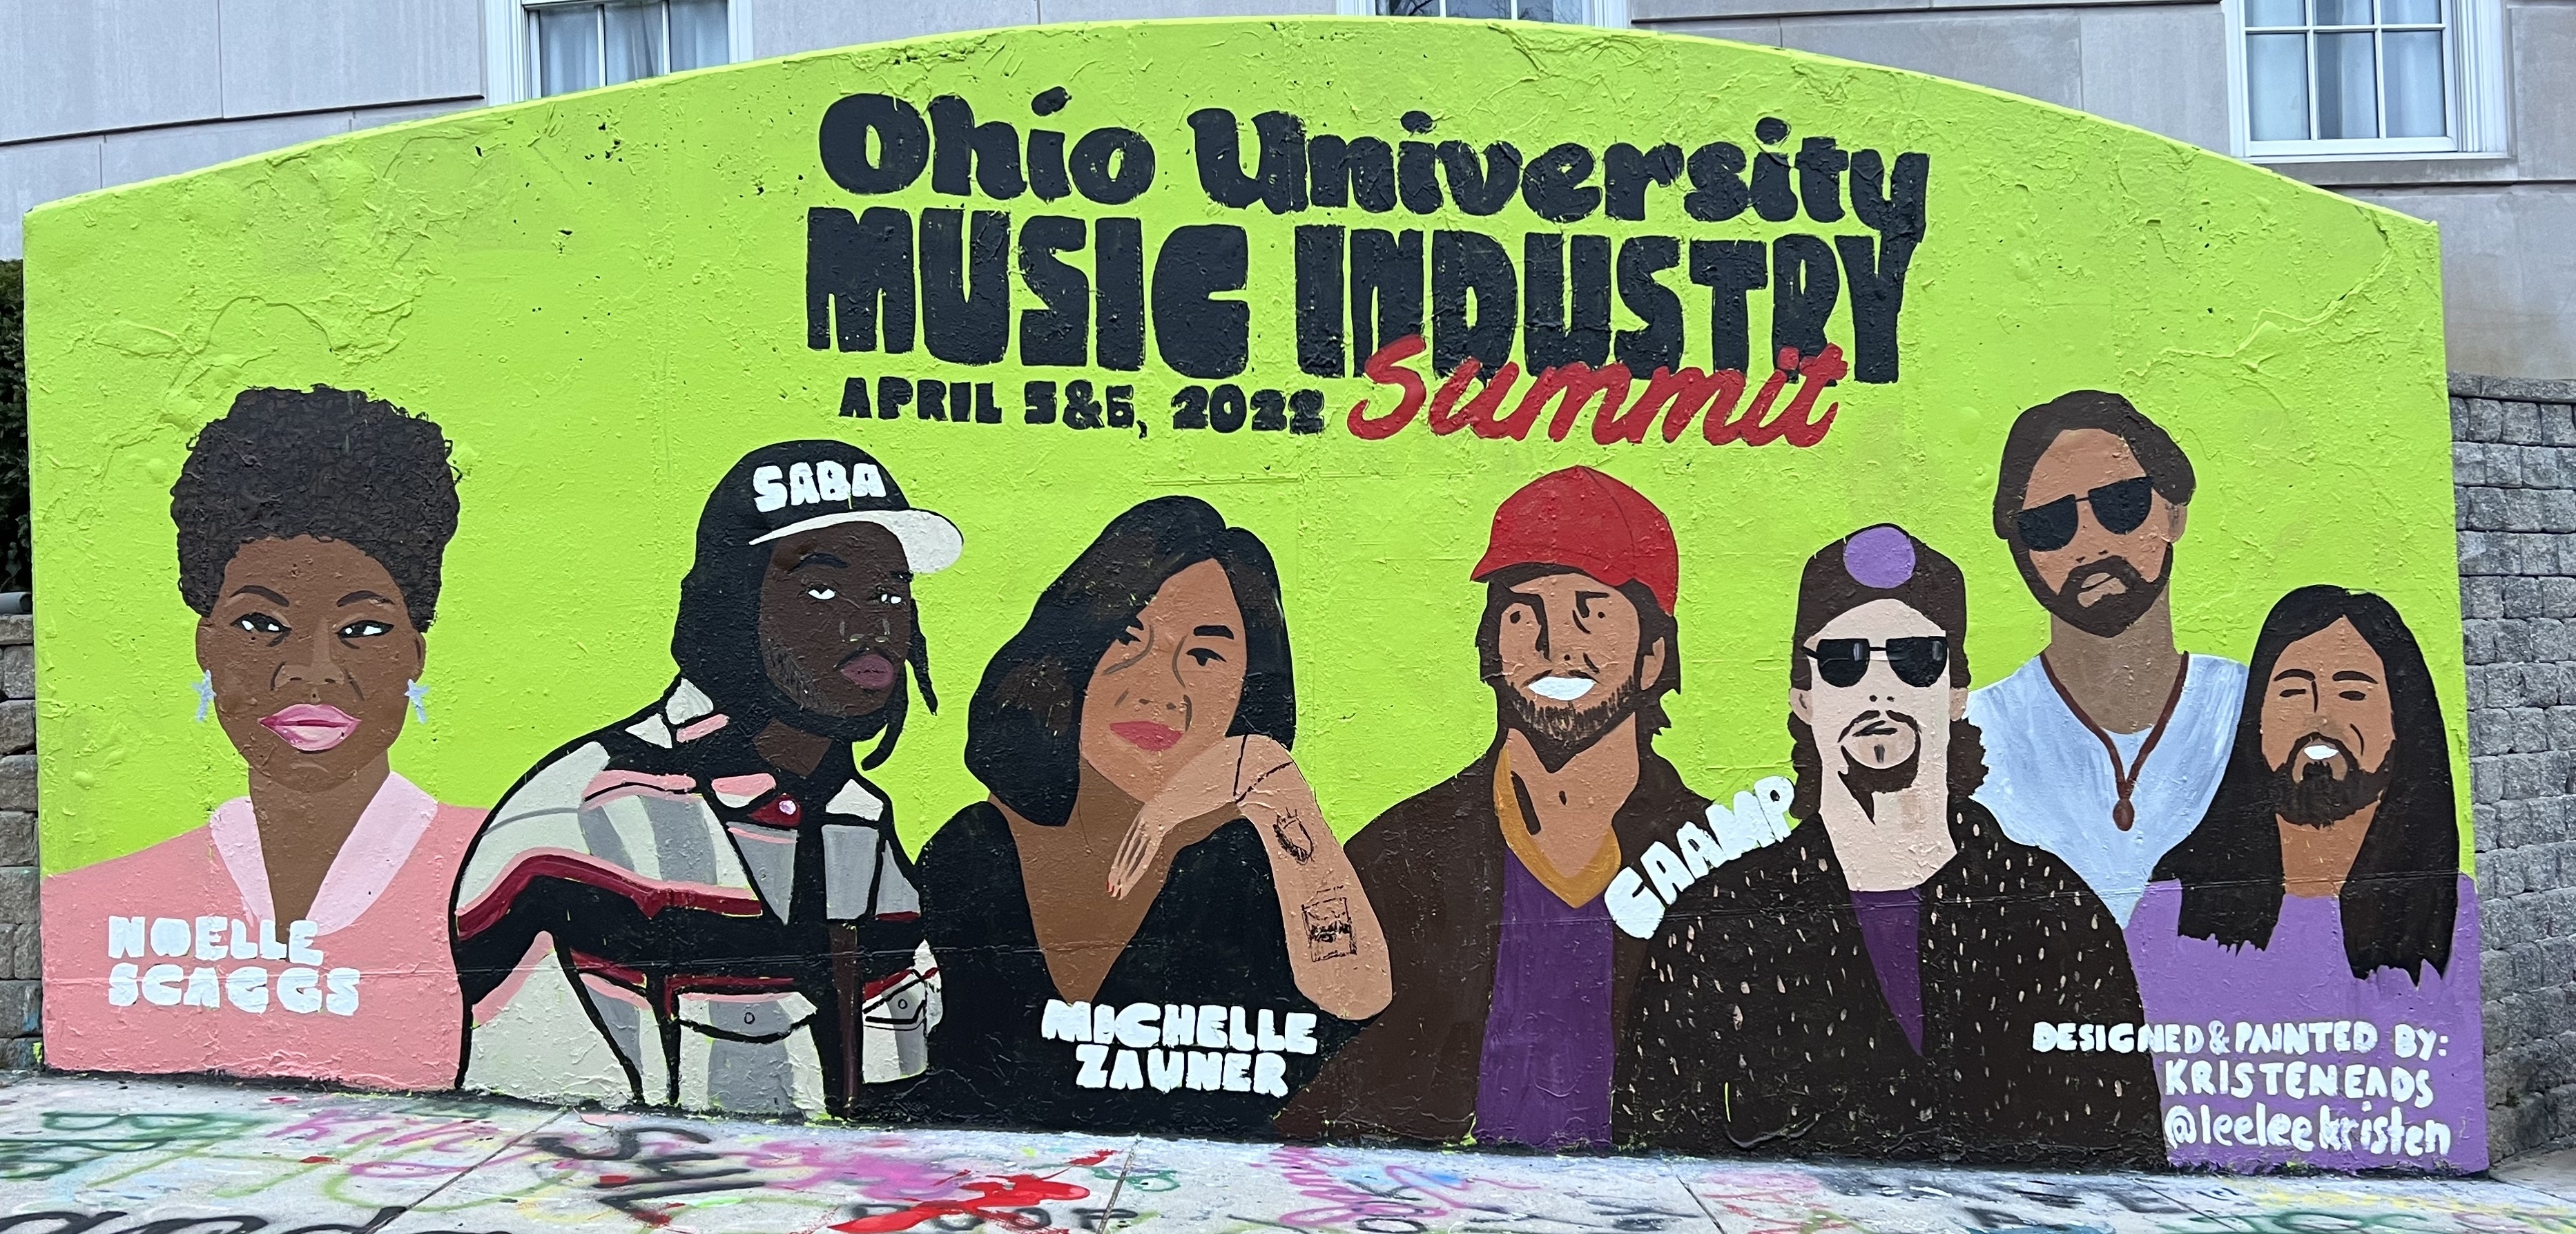 Ohio University
MUSIC INDUSTRY
Summit
APRIL 5&6, 2022
SABA
NOELLE
SCAGGS
MICHELLE
ZAUNER
CAAMP
DESIGNED & PAINTED BY:
KRISTEN EADS
@leeleekristen